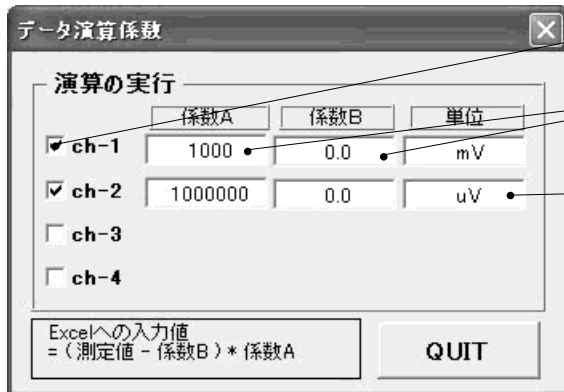 データ演算係数
演算の実行
係数A 係数B 単位
ch-1 1000 0.0 mV
ch-2 1000000 0.0 uV
ch-3
ch-4
Excelへの入力値
=(測定値-係数B)*係数A
QUIT